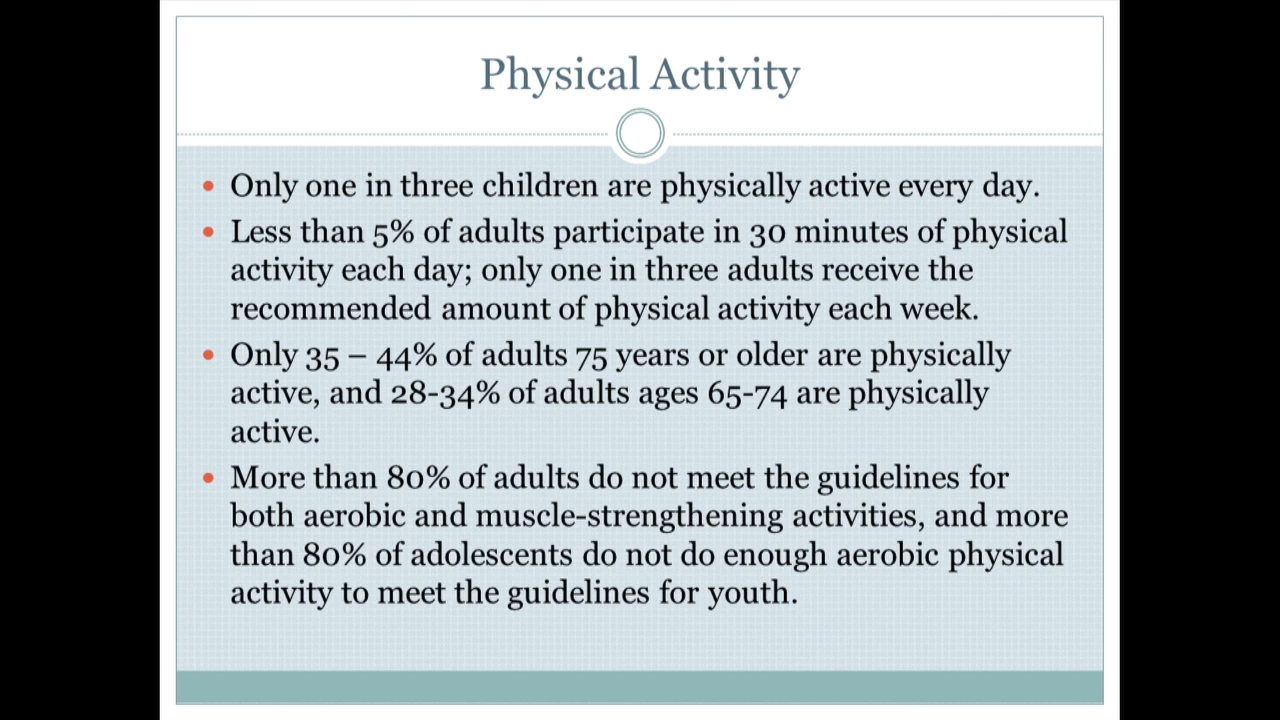 Physical Activity
• Only one in three children are physically active every day.
• Less than 5% of adults participate in 30 minutes of physical
activity each day; only one in three adults receive the
recommended amount of physical activity each week.
• Only 35 – 44% of adults 75 years or older are physically
active, and 28-34% of adults ages 65-74 are physically
active.
• More than 80% of adults do not meet the guidelines for
both aerobic and muscle-strengthening activities, and more
than 80% of adolescents do not do enough aerobic physical
activity to meet the guidelines for youth.